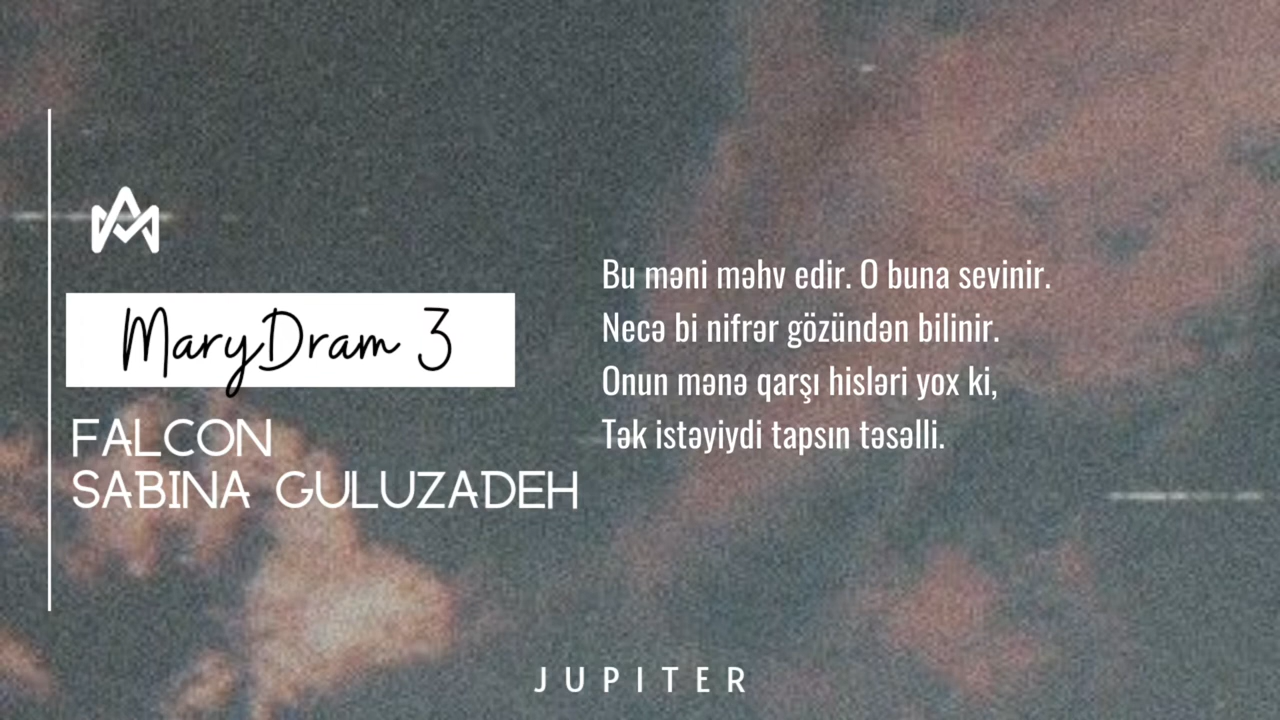 MaryDram 3
FALCON
SABINA GULUZADEH
Bu məni məhv edir. O buna sevinir.
Necə bi nifrər gözündən bilinir.
Onun mənə qarşı hisləri yox ki,
Tək istəyiydi tapsın təsəlli.
JUPITER